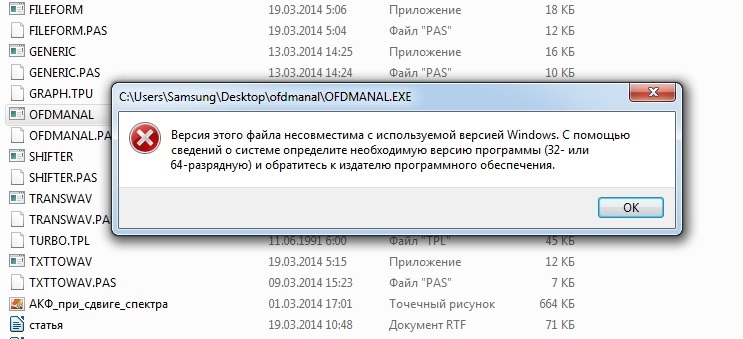 FILEFORM 19.03.2014 5:06 Приложение 18 КБ
FILEFORM.PAS 19.03.2014 5:04 Файл "PAS" 12 КБ
GENERIC 13.03.2014 14:25 Приложение 16 КБ
GENERIC.PAS 13.03.2014 14:24 Файл "PAS" 10 КБ
GRAPH.TPU
C:\Users\Samsung\Desktop\ofdmanal\OFDMANAL.EXE
OFDMANAL
OFDMANAL.PA
SHIFTER
SHIFTER.PAS
TRANSWAV
TRANSWAV.PA
Версия этого файла несовместима с используемой версией Windows. С помощью
сведений о системе определите необходимую версию программы (32- или
64-разрядную) и обратитесь к издателю программного обеспечения.
OK
TURBO.TPL 11.06.1991 6:00 Файл "TPL" 45 КБ
TXTTOWAV 19.03.2014 5:15 Приложение 12 КБ
TXTTOWAV.PAS 09.03.2014 15:23 Файл "PAS" 7 КБ
АКФ_при_сдвиге_спектра 01.03.2014 17:01 Точечный рисунок 664 КБ
статья 19.03.2014 10:48 Документ RTF 71 КБ